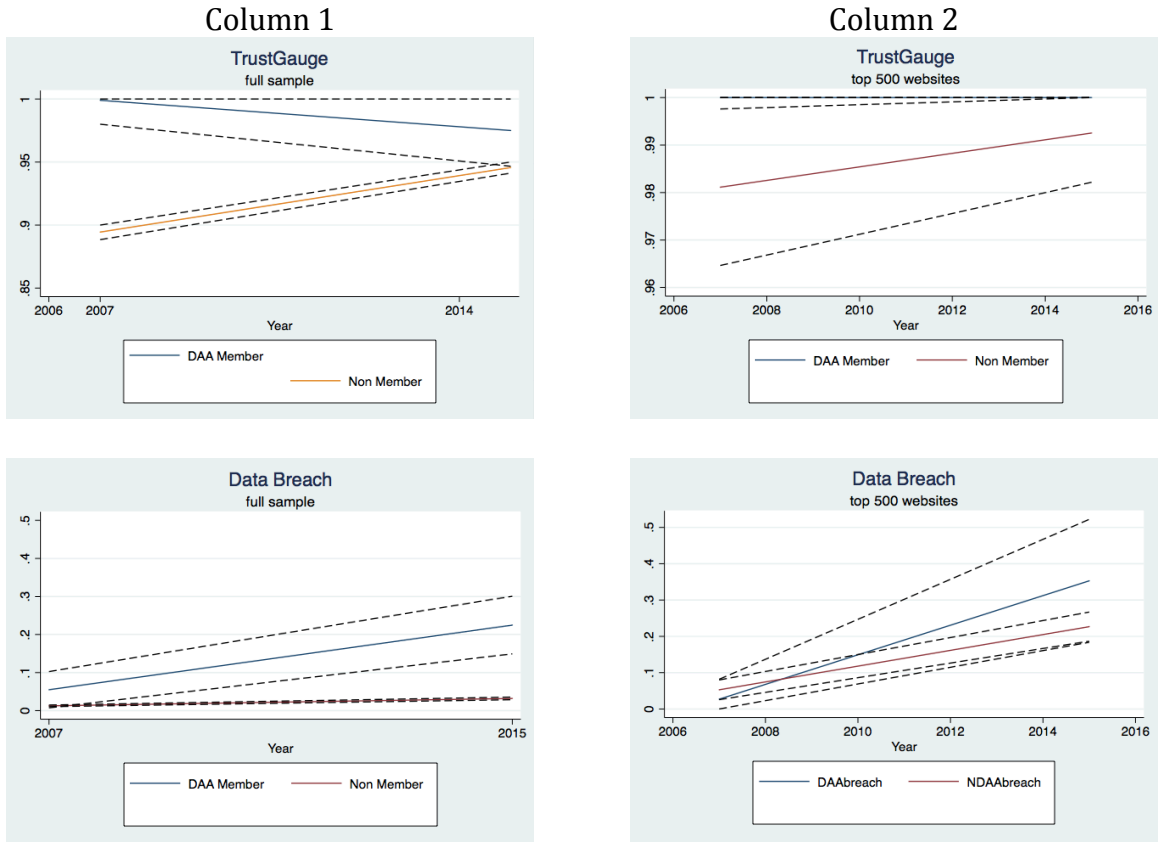 Column 1
Column 2
TrustGauge
full sample
1
.95
.9
.85
2006 2007 2014
Year
DAA Member
Non Member
TrustGauge
top 500 websites
1
.99
.98
.97
.96
2006 2008 2010 2012 2014 2016
Year
DAA Member Non Member
Data Breach
full sample
.5
.4
.3
.2
.1
0
2007 2015
Year
DAA Member Non Member
Data Breach
top 500 websites
.5
.4
.3
.2
.1
0
2006 2008 2010 2012 2014 2016
Year
DAAbreach NDAAbreach